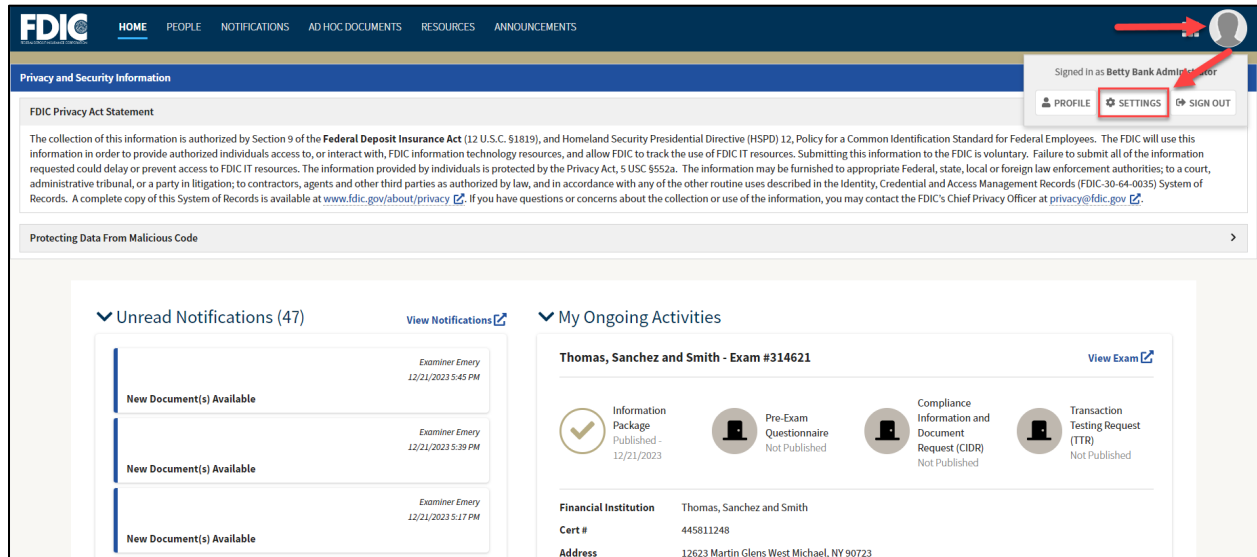 FDIC
HOME PEOPLE NOTIFICATIONS AD HOC DOCUMENTS RESOURCES ANNOUNCEMENTS
Signed in as Betty Bank Administrator
PROFILE SETTINGS SIGN OUT
Privacy and Security Information
FDIC Privacy Act Statement
The collection of this information is authorized by Section 9 of the Federal Deposit Insurance Act (12 U.S.C. §1819), and Homeland Security Presidential Directive (HSPD) 12, Policy for a Common Identification Standard for Federal Employees. The FDIC will use this
information in order to provide authorized individuals access to, or interact with, FDIC information technology resources, and allow FDIC to track the use of FDIC IT resources. Submitting this information to the FDIC is voluntary. Failure to submit all of the information
requested could delay or prevent access to FDIC IT resources. The information provided by individuals is protected by the Privacy Act, 5 USC §552a. The information may be furnished to appropriate Federal, state, local or foreign law enforcement authorities; to a court,
administrative tribunal, or a party in litigation; to contractors, agents and other third parties as authorized by law, and in accordance with any of the other routine uses described in the Identity, Credential and Access Management Records (FDIC-30-64-0035) System of
Records. A complete copy of this System of Records is available at www.fdic.gov/about/privacy. If you have questions or concerns about the collection or use of the information, you may contact the FDIC's Chief Privacy Officer at privacy@fdic.gov.
Protecting Data From Malicious Code
Unread Notifications (47)
View Notifications
Examiner Emery
12/21/2023 5:45 PM
New Document(s) Available
Examiner Emery
12/21/2023 5:39 PM
New Document(s) Available
Examiner Emery
12/21/2023 5:17 PM
New Document(s) Available
My Ongoing Activities
Thomas, Sanchez and Smith - Exam #314621
View Exam
Information
Package
Published -
12/21/2023
Pre-Exam
Questionnaire
Not Published
Compliance
Information and
Document
Request (CIDR)
Not Published
Transaction
Testing Request
(TTR)
Not Published
Financial Institution Thomas, Sanchez and Smith
Cert # 445811248
Address 12623 Martin Glens West Michael, NY 90723